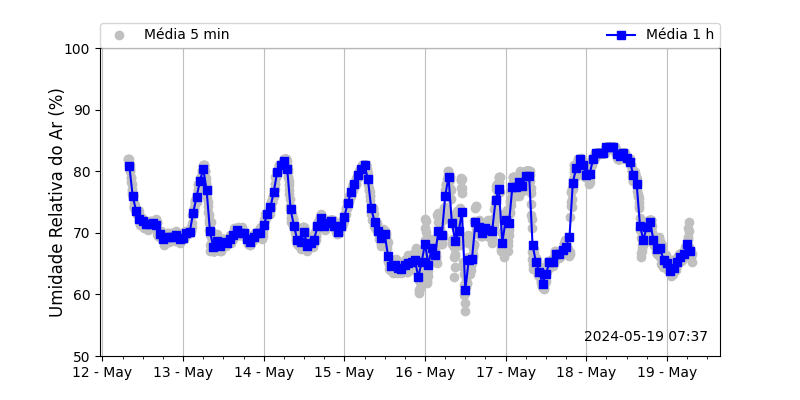 Média 5 min
Média 1 h
Umidade Relativa do Ar (%)
100
90
80
70
60
50
2024-05-19 07:37
12 - May
13 - May
14 - May
15 - May
16 - May
17 - May
18 - May
19 - May